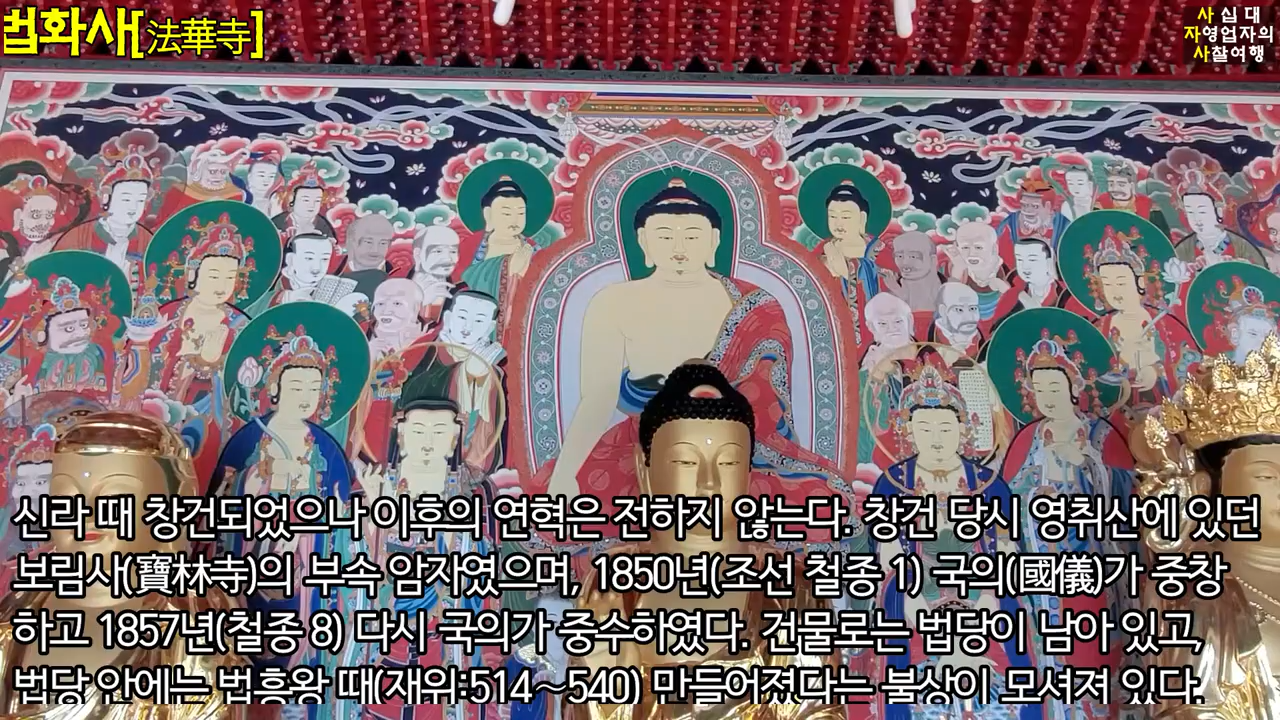 법화사[法華寺]
사십대
자영업자의
사찰여행
신라 때 창건되었으나 이후의 연혁은 전하지 않는다. 창건 당시 영취산에 있던
보림사(寶林寺)의 부속 암자였으며, 1850년(조선 철종 1) 국의(國儀)가 중창
하고 1857년(철종 8) 다시 국의가 중수하였다. 건물로는 법당이 남아 있고,
법당 안에는 법흥왕 때(재위:514~540) 만들어졌다는 불상이 모셔져 있다.